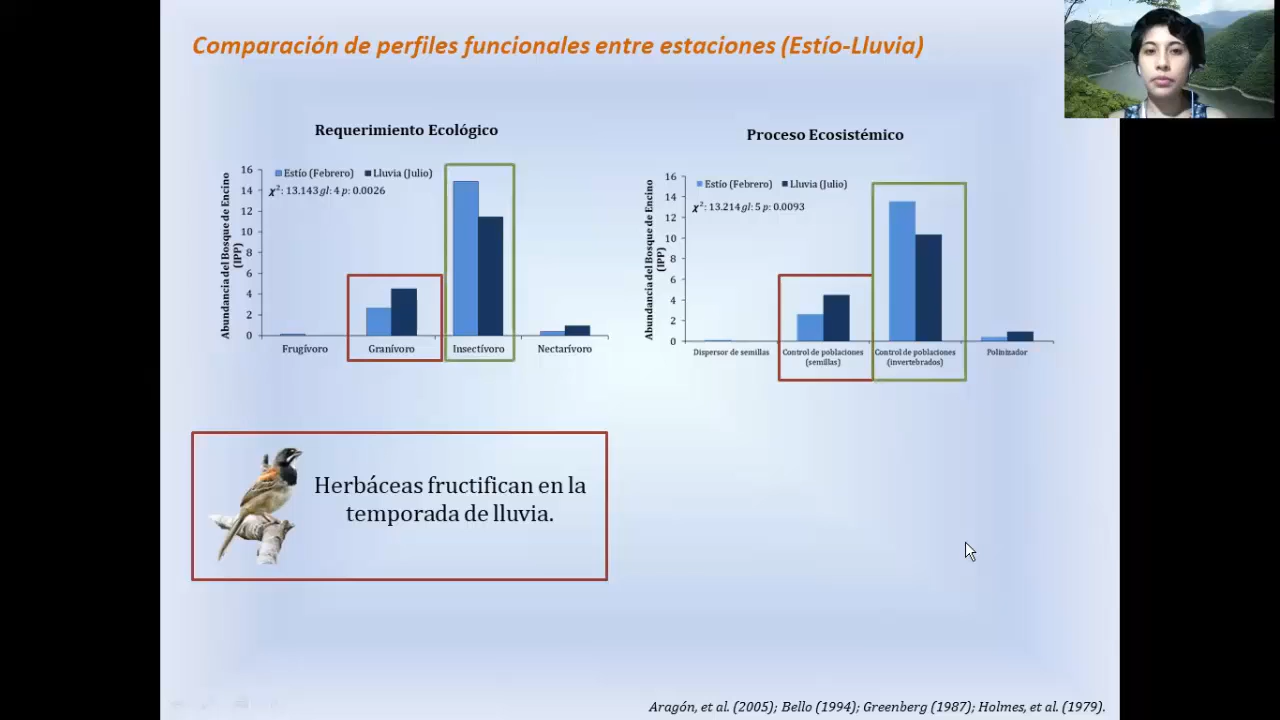 Comparación de perfiles funcionales entre estaciones (Estío-Lluvia)
Requerimiento Ecológico
Abundancia del Bosque de Encino
(IPP)
16
14
12
10
8
6
4
2
0
Estío (Febrero) Lluvia (Julio)
χ²: 13.143 gl: 4 p: 0.0026
Frugívoro Granívoro Insectívoro Nectarívoro
Proceso Ecosistémico
Abundancia del Bosque de Encino
(IPP)
16
14
12
10
8
6
4
2
0
Estío (Febrero) Lluvia (Julio)
χ²: 13.214 gl: 5 p: 0.0093
Dispersor de semillas Control de poblaciones Control de poblaciones Polinizador
(semillas) (invertebrados)
Herbáceas fructifican en la
temporada de lluvia.
Aragón, et al. (2005); Bello (1994); Greenberg (1987); Holmes, et al. (1979).